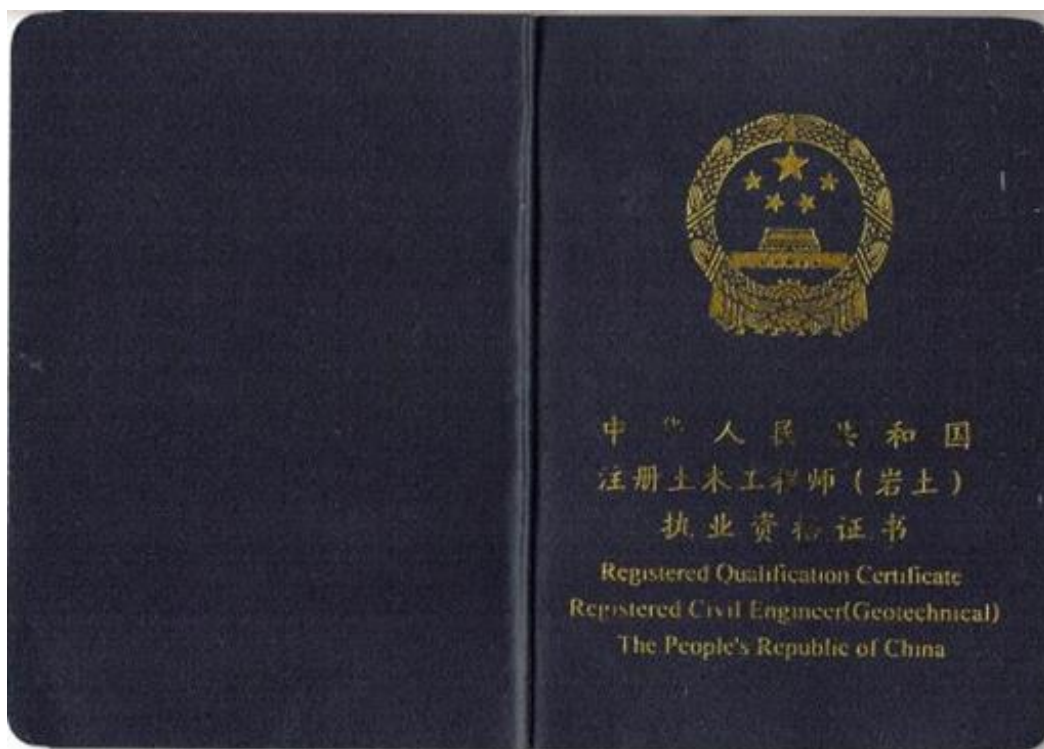 中华人民共和国
注册土木工程师（岩土）
执业资格证书
Registered Qualification Certificate
Registered Civil Engineer(Geotechnical)
The People's Republic of China